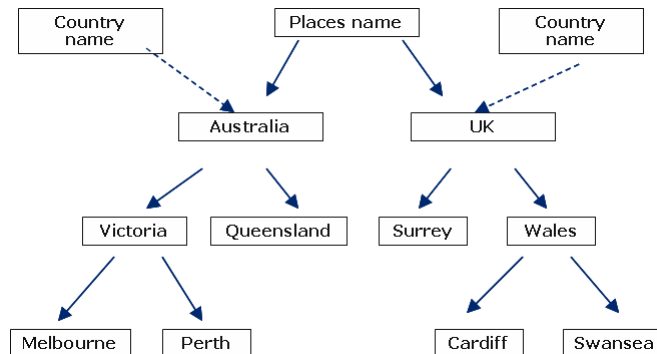 Country
name
Places name
Country
name
Australia
UK
Victoria
Queensland
Surrey
Wales
Melbourne
Perth
Cardiff
Swansea